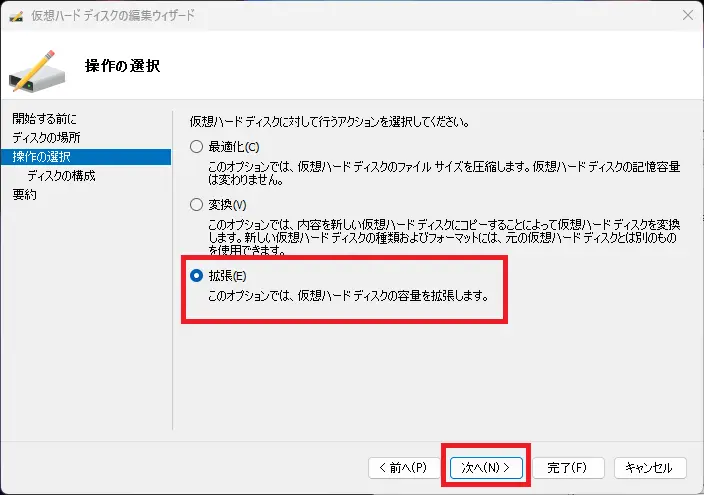 仮想ハード ディスクの編集ウィザード
操作の選択
開始する前に
ディスクの場所
操作の選択
ディスクの構成
要約
仮想ハード ディスクに対して行うアクションを選択してください。
最適化(C)
このオプションでは、仮想ハード ディスクのファイル サイズを圧縮します。仮想ハード ディスクの記憶容量
は変わりません。
変換(V)
このオプションでは、内容を新しい仮想ハード ディスクにコピーすることによって仮想ハード ディスクを変換
します。新しい仮想ハード ディスクの種類およびフォーマットには、元の仮想ハード ディスクとは別のもの
を使用できます。
拡張(E)
このオプションでは、仮想ハード ディスクの容量を拡張します。
< 前へ(P)
次へ(N) >
完了(F)
キャンセル